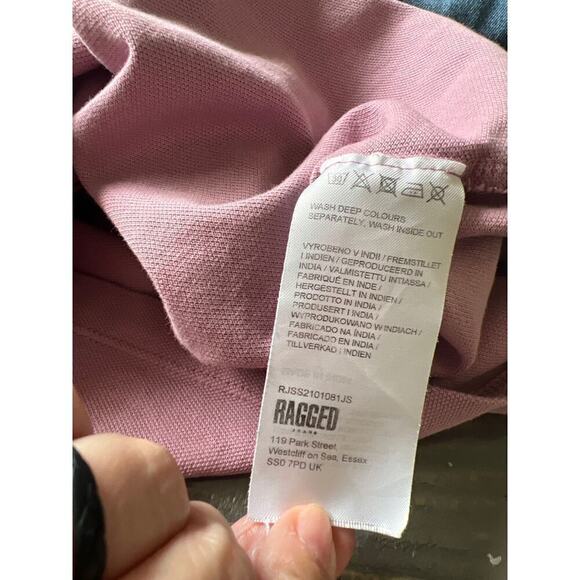 30
WASH DEEP COLOURS
SEPARATELY, WASH INSIDE OUT
VYROBENO V INDII / FREMSTILLET
I INDIEN / GEPRODUCEERD IN
INDIA / VALMISTETTU INTIASSA /
FABRIQUÉ EN INDE /
HERGESTELLT IN INDIEN /
PRODOTTO IN INDIA /
PRODUSERT I INDIA /
WYPRODUKOWANO W INDIACH /
FABRICADO NA ÍNDIA /
FABRICADO EN INDIA /
TILLVERKAD I INDIEN
RJSS2101081JS
RAGGED
JEANS
119 Park Street
Westcliff on Sea, Essex
SS0 7PD UK